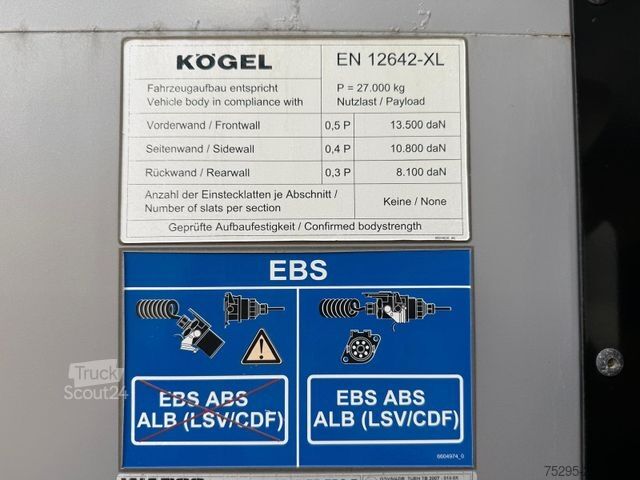 KÖGEL EN 12642-XL
Fahrzeugaufbau entspricht P = 27.000 kg
Vehicle body in compliance with Nutzlast / Payload
Vorderwand / Frontwall 0,5 P 13.500 daN
Seitenwand / Sidewall 0,4 P 10.800 daN
Rückwand / Rearwall 0,3 P 8.100 daN
Anzahl der Einstecklatten je Abschnitt / Keine / None
Number of slats per section
Geprüfte Aufbaufestigkeit / Confirmed bodystrength
EBS
EBS ABS
ALB (LSV/CDF)
EBS ABS
ALB (LSV/CDF)
6604974_0
Truck
Scout24
75295